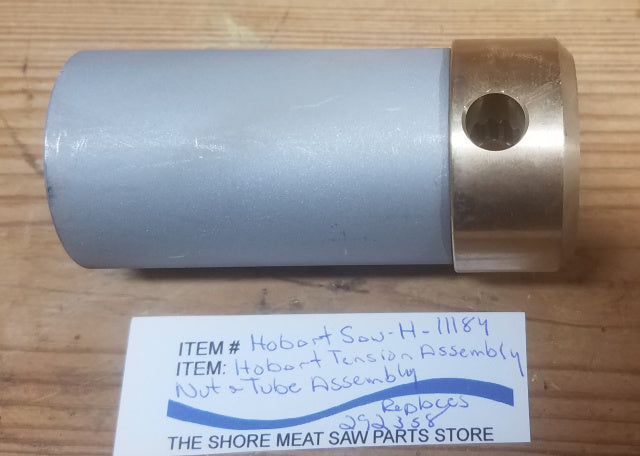 ITEM # Hobart Saw-H-11184
ITEM: Hobart Tension Assembly
Nut & Tube Assembly
Replaces
292358
THE SHORE MEAT SAW PARTS STORE